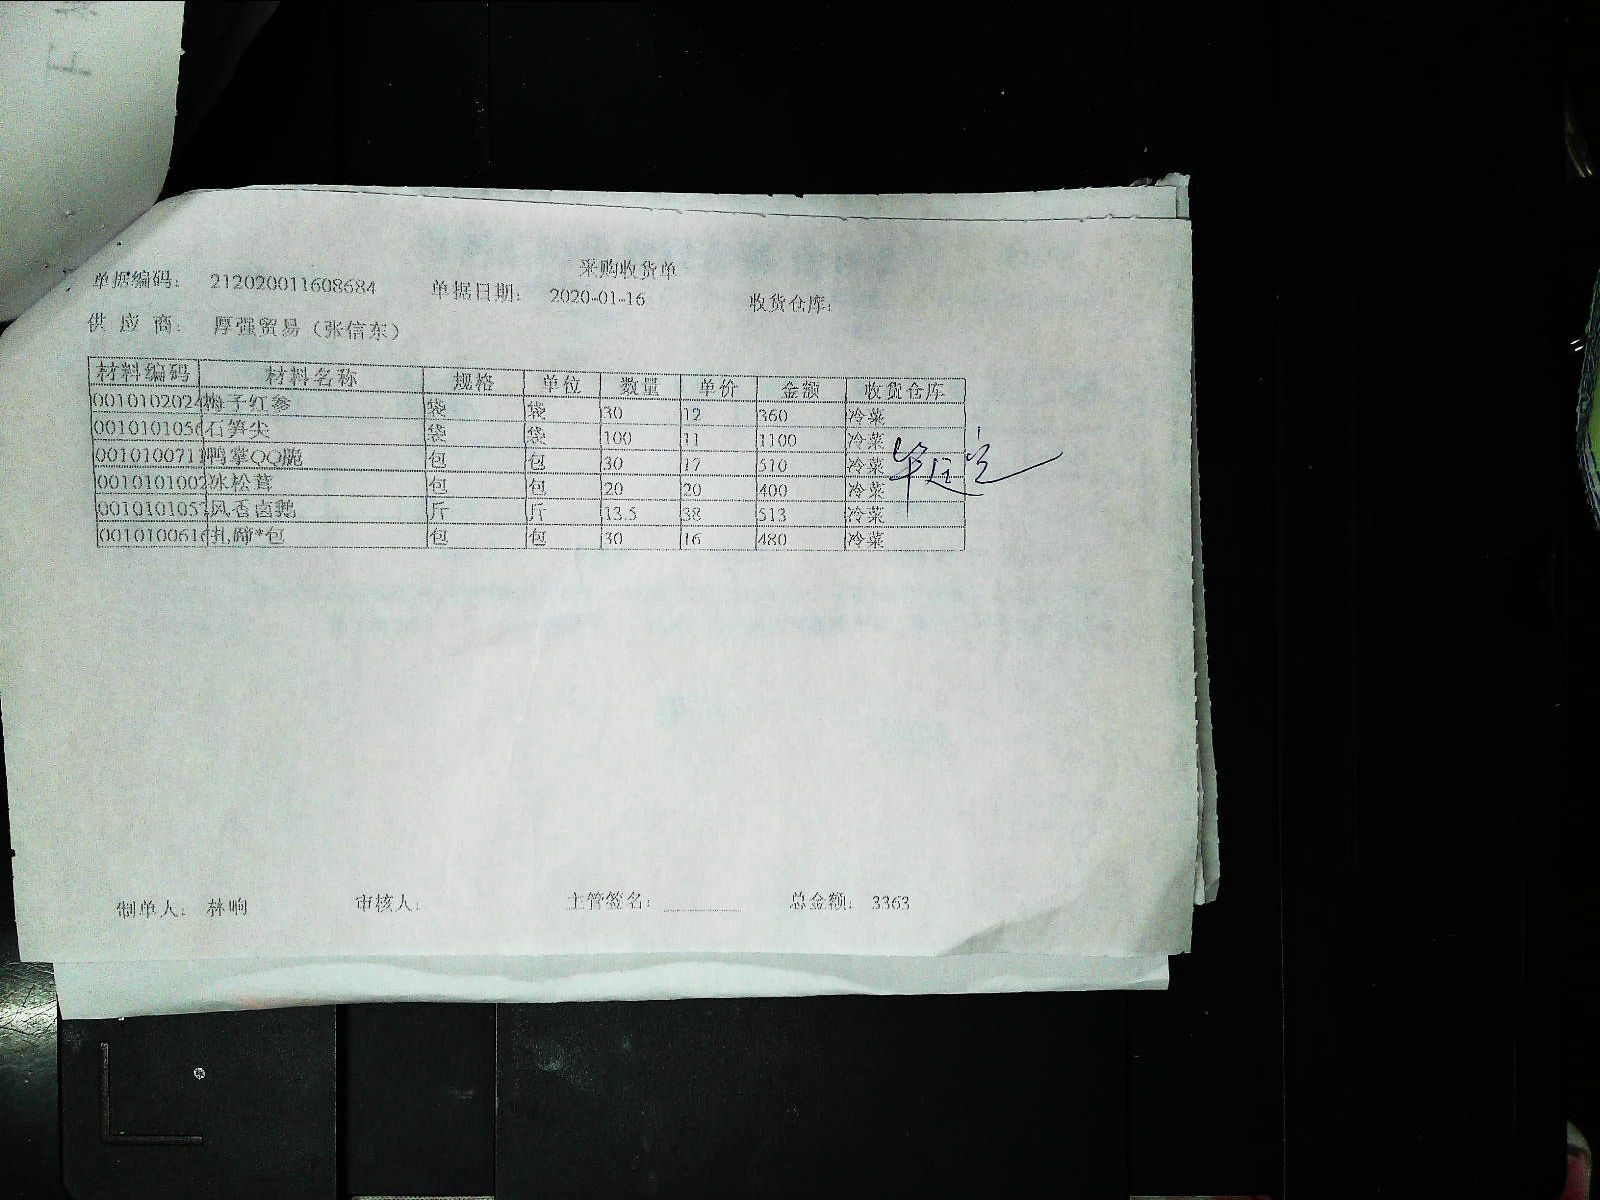 采购收货单
单据编码: 212020011608684 单据日期: 2020-01-16 收货仓库:
供应商: 厚强贸易（张信东）
材料编码 材料名称 规格 单位 数量 单价 金额 收货仓库
0010102024 梅子红参 袋 袋 30 12 360 冷菜
0010101056 石笋尖 袋 袋 100 11 1100 冷菜
0010100711 鸭掌QQ脆 包 包 30 17 510 冷菜
0010101002 冰松茸 包 包 20 20 400 冷菜
0010101057 风香卤鹅 斤 斤 13.5 38 513 冷菜
0010100616 扎蹄*包 包 包 30 16 480 冷菜
制单人: 林响 审核人: 主管签名: 总金额: 3363